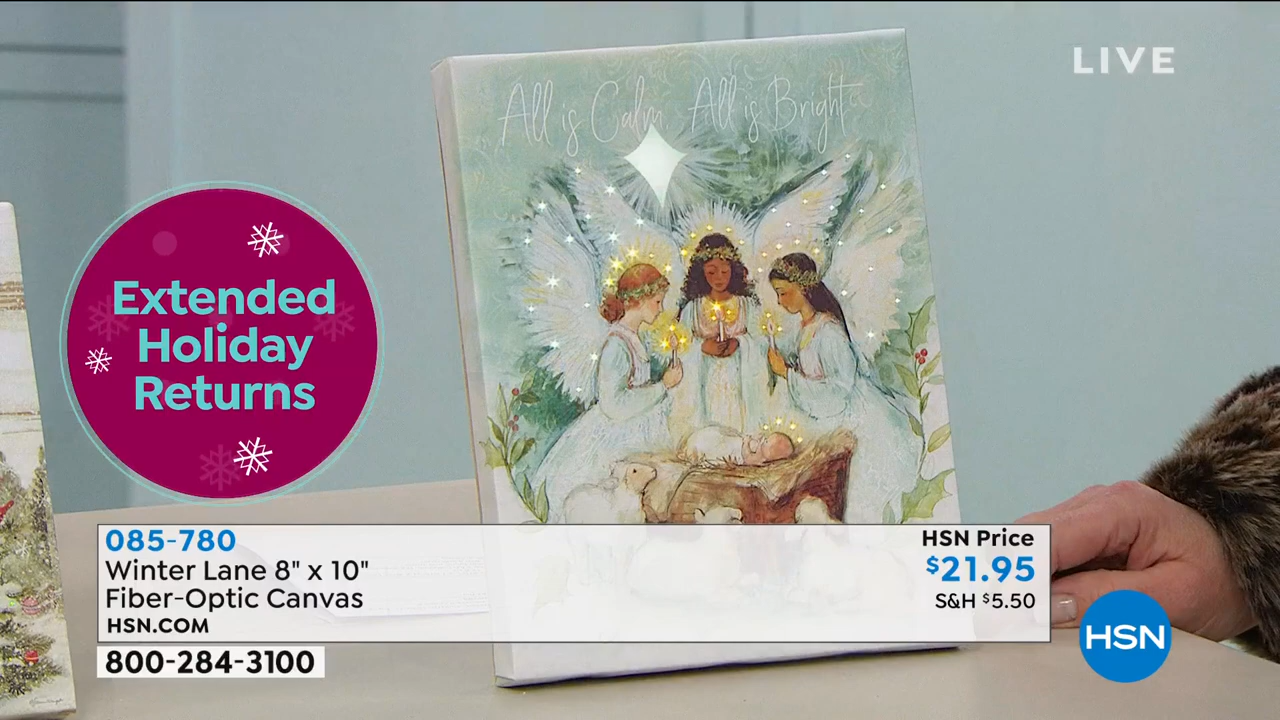 LIVE
All is Calm All is Bright
Extended
Holiday
Returns
085-780
Winter Lane 8" x 10"
Fiber-Optic Canvas
HSN.COM
800-284-3100
HSN Price
$21.95
S&H $5.50
HSN